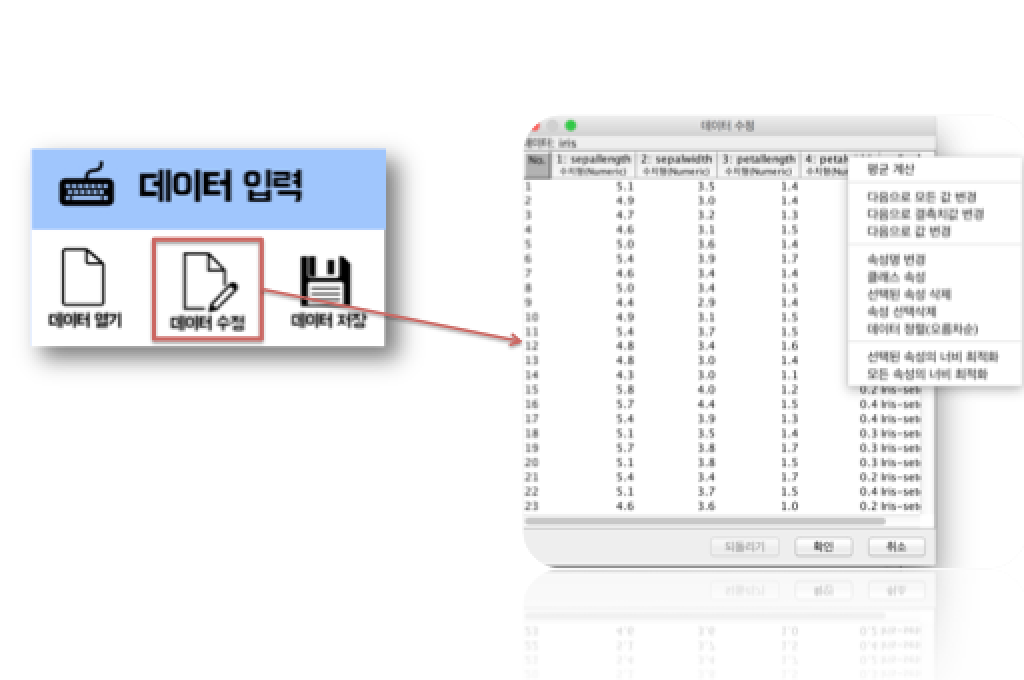 데이터 입력
데이터 열기
데이터 수정
데이터 저장
데이터 수정
데이터: iris
No. 1: sepallength 2: sepalwidth 3: petallength 4: petal
수치형(Numeric) 수치형(Numeric) 수치형(Numeric) 수치형(Nu
1 5.1 3.5 1.4
2 4.9 3.0 1.4
3 4.7 3.2 1.3
4 4.6 3.1 1.5
5 5.0 3.6 1.4
6 5.4 3.9 1.7
7 4.6 3.4 1.4
8 5.0 3.4 1.5
9 4.4 2.9 1.4
10 4.9 3.1 1.5
11 5.4 3.7 1.5
12 4.8 3.4 1.6
13 4.8 3.0 1.4
14 4.3 3.0 1.1
15 5.8 4.0 1.2 0.2 Iris-set
16 5.7 4.4 1.5 0.4 Iris-set
17 5.4 3.9 1.3 0.4 Iris-set
18 5.1 3.5 1.4 0.3 Iris-set
19 5.7 3.8 1.7 0.3 Iris-set
20 5.1 3.8 1.5 0.3 Iris-set
21 5.4 3.4 1.7 0.2 Iris-set
22 5.1 3.7 1.5 0.4 Iris-set
23 4.6 3.6 1.0 0.2 Iris-set
평균 계산
다음으로 모든 값 변경
다음으로 결측치값 변경
다음으로 값 변경
속성명 변경
클래스 속성
선택된 속성 삭제
속성 선택삭제
데이터 정렬(오름차순)
선택된 속성의 너비 최적화
모든 속성의 너비 최적화
되돌리기 확인 취소